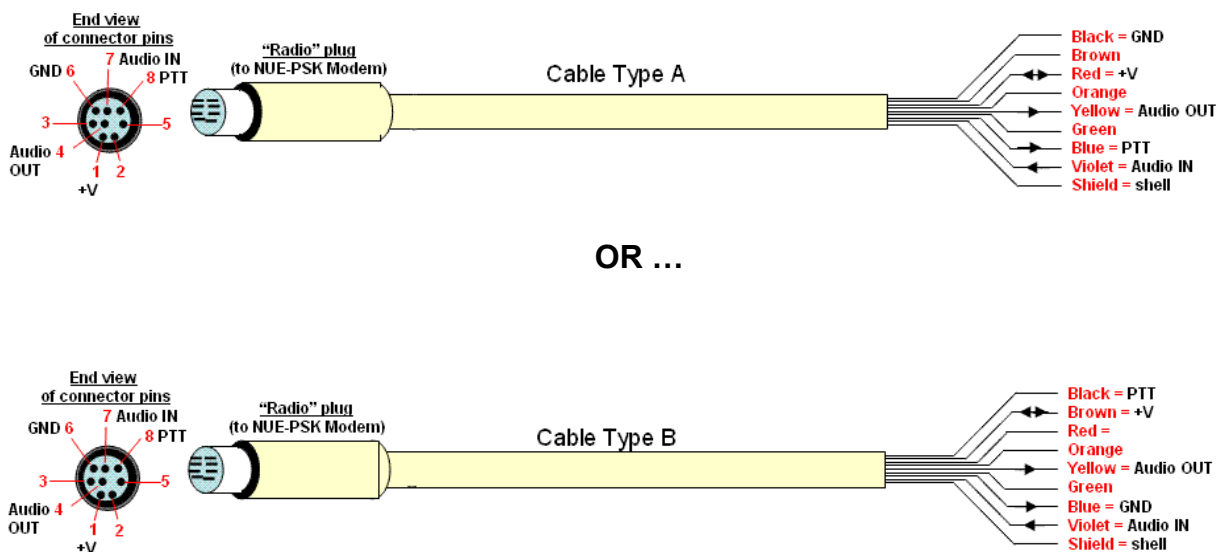 End view
of connector pins
7 Audio IN
GND 6
8 PTT
3
5
Audio 4
OUT
1
2
+V
"Radio" plug
(to NUE-PSK Modem)
Cable Type A
Black = GND
Brown
Red = +V
Orange
Yellow = Audio OUT
Green
Blue = PTT
Violet = Audio IN
Shield = shell
OR …
End view
of connector pins
7 Audio IN
GND 6
8 PTT
3
5
Audio 4
OUT
1
2
+V
"Radio" plug
(to NUE-PSK Modem)
Cable Type B
Black = PTT
Brown = +V
Red =
Orange
Yellow = Audio OUT
Green
Blue = GND
Violet = Audio IN
Shield = shell